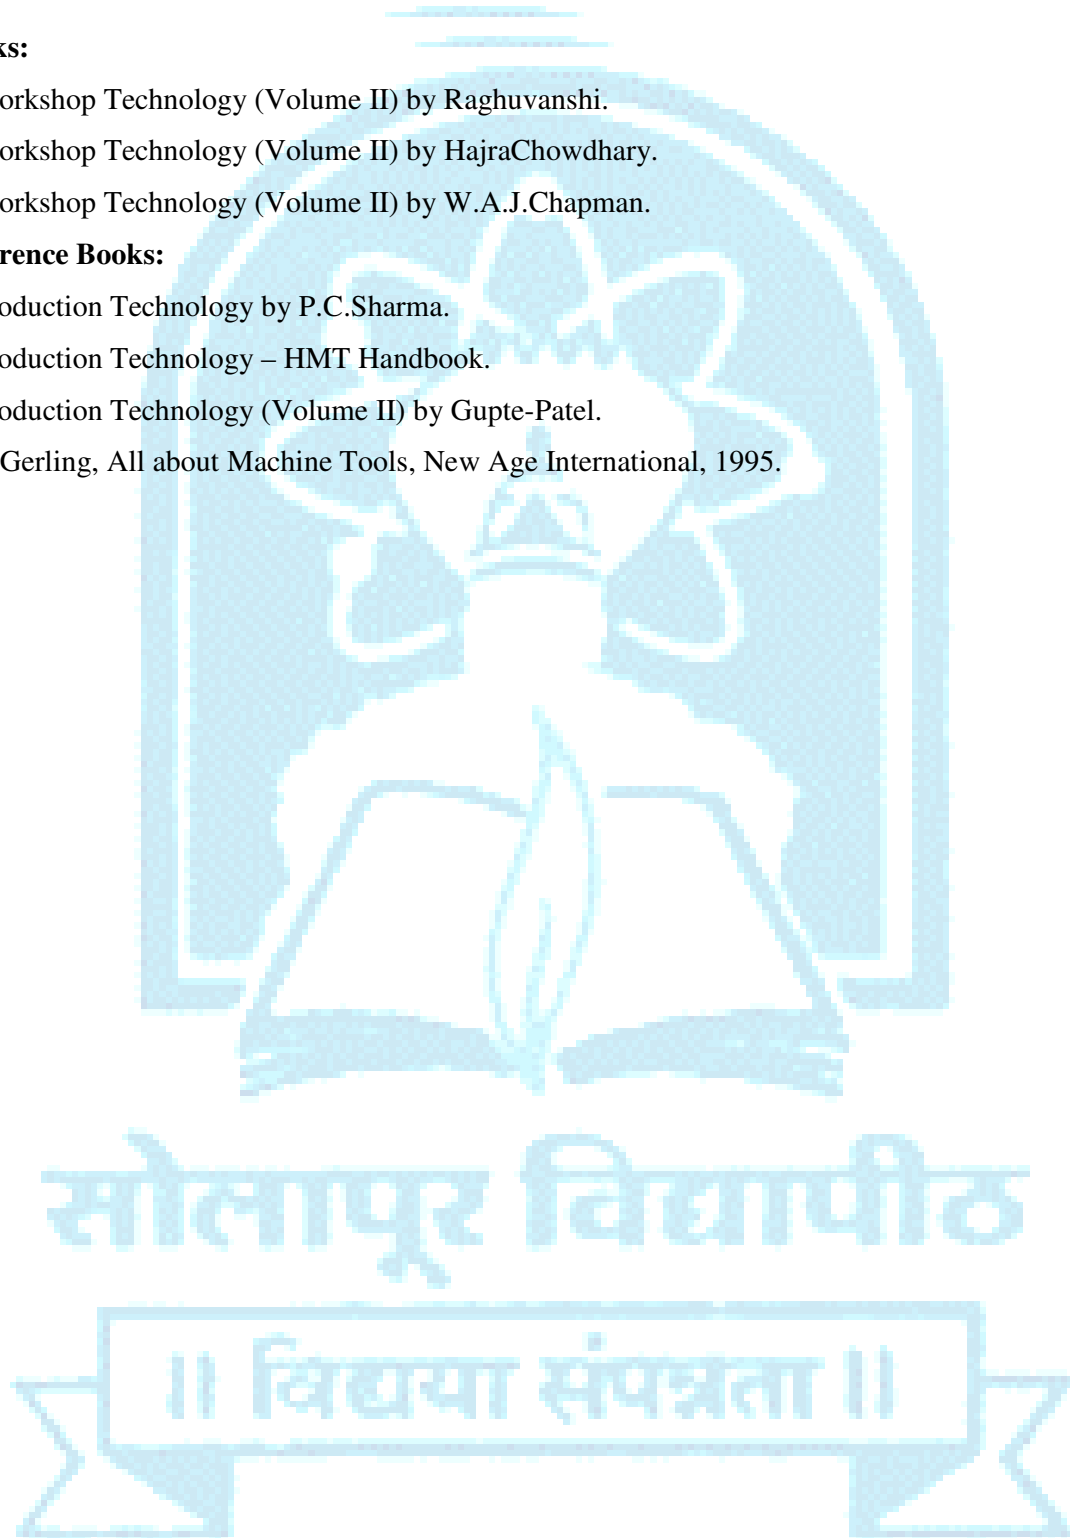 ks:
orkshop Technology (Volume II) by Raghuvanshi.
orkshop Technology (Volume II) by HajraChowdhary.
orkshop Technology (Volume II) by W.A.J.Chapman.
rence Books:
oduction Technology by P.C.Sharma.
oduction Technology – HMT Handbook.
oduction Technology (Volume II) by Gupte-Patel.
Gerling, All about Machine Tools, New Age International, 1995.
सोलापूर विद्यापीठ
॥ विद्यया संपन्नता ॥